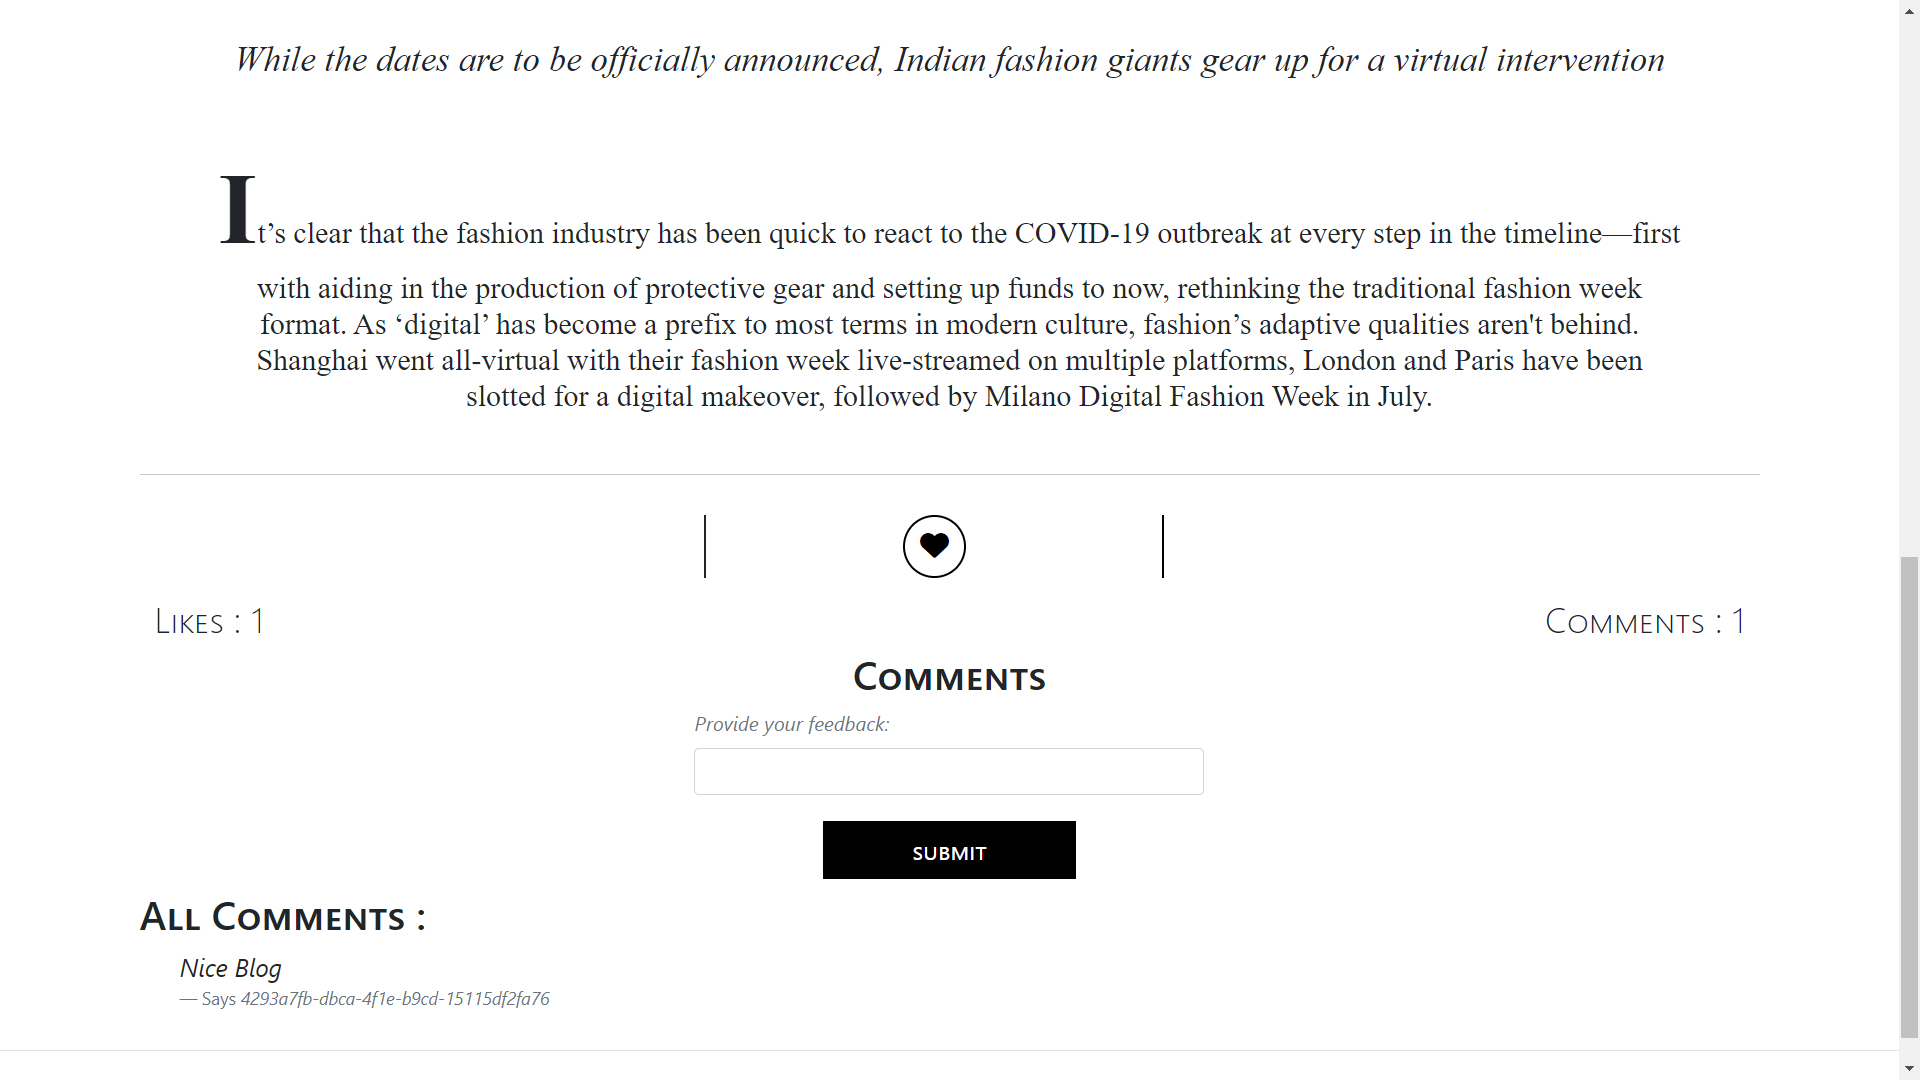 While the dates are to be officially announced, Indian fashion giants gear up for a virtual intervention
It’s clear that the fashion industry has been quick to react to the COVID-19 outbreak at every step in the timeline—first
with aiding in the production of protective gear and setting up funds to now, rethinking the traditional fashion week
format. As ‘digital’ has become a prefix to most terms in modern culture, fashion’s adaptive qualities aren't behind.
Shanghai went all-virtual with their fashion week live-streamed on multiple platforms, London and Paris have been
slotted for a digital makeover, followed by Milano Digital Fashion Week in July.
Likes : 1
Comments : 1
Comments
Provide your feedback:
SUBMIT
All Comments :
Nice Blog
— Says 4293a7fb-dbca-4f1e-b9cd-15115df2fa76